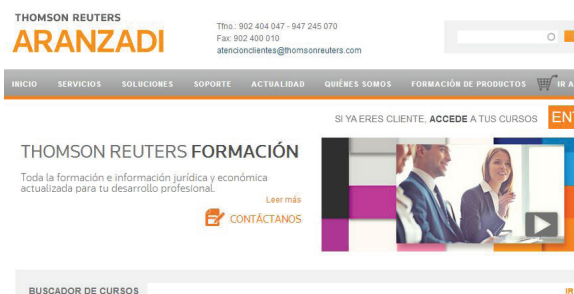 THOMSON REUTERS
ARANZADI
Tfno.: 902 404 047 - 947 245 070
Fax: 902 400 010
atencionclientes@thomsonreuters.com
INICIO SERVICIOS SOLUCIONES SOPORTE ACTUALIDAD QUIÉNES SOMOS FORMACIÓN DE PRODUCTOS IR A
SI YA ERES CLIENTE, ACCEDE A TUS CURSOS
THOMSON REUTERS FORMACIÓN
Toda la formación e información jurídica y económica
actualizada para tu desarrollo profesional.
Leer más
CONTÁCTANOS
BUSCADOR DE CURSOS
IR